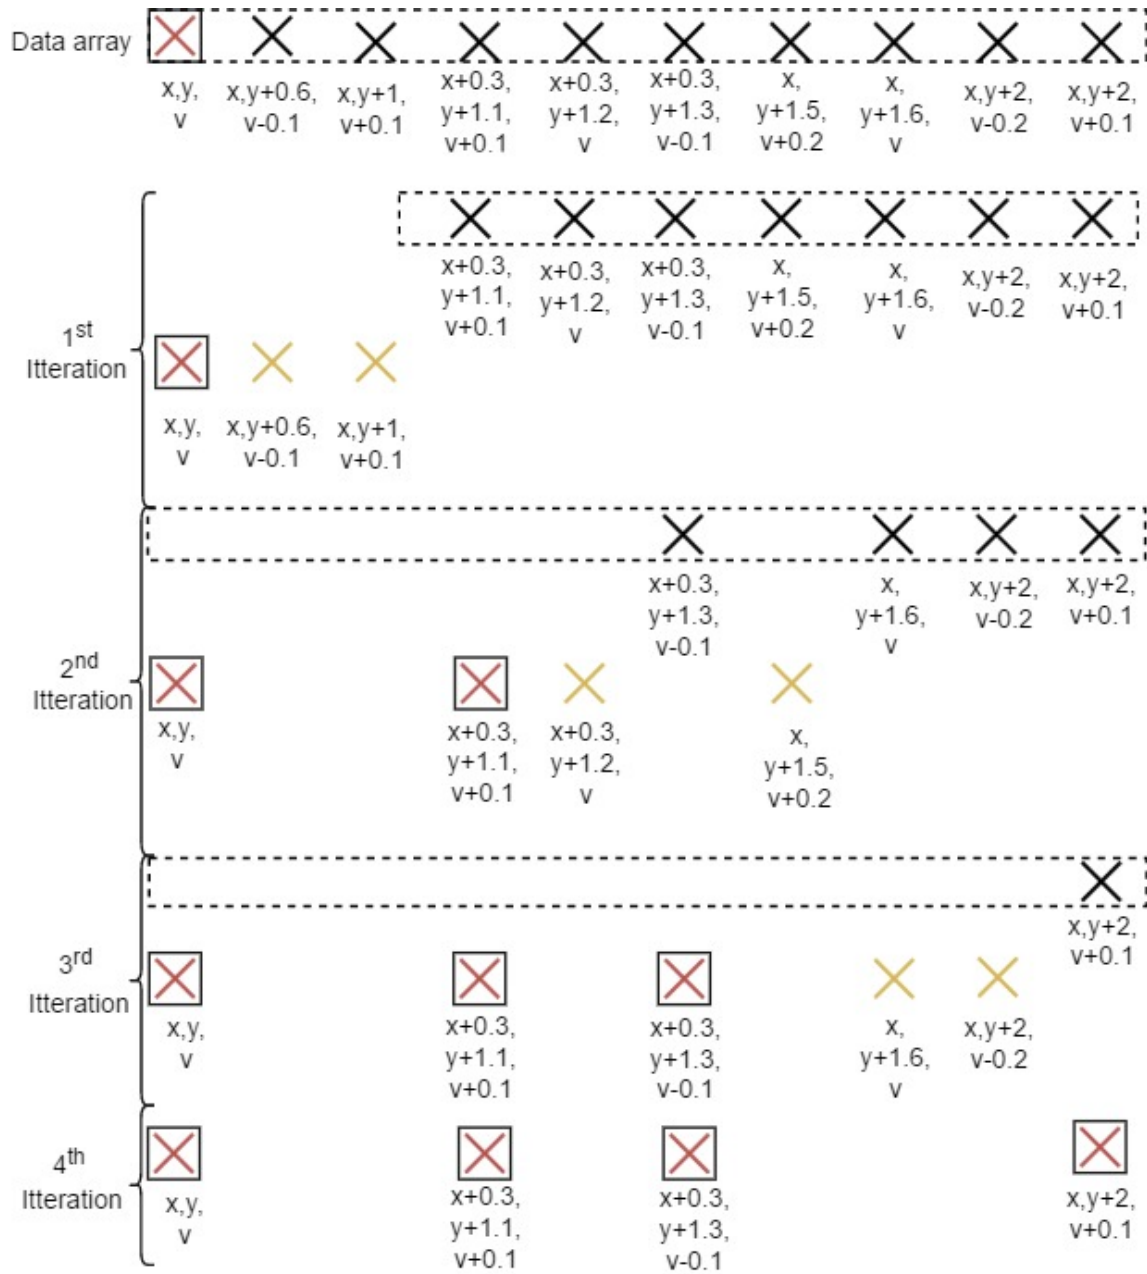 Data array
x,y,
v
x,y+0.6,
v-0.1
x,y+1,
v+0.1
x+0.3,
y+1.1,
v+0.1
x+0.3,
y+1.2,
v
x+0.3,
y+1.3,
v-0.1
x,
y+1.5,
v+0.2
x,
y+1.6,
v
x,y+2,
v-0.2
x,y+2,
v+0.1
1st
Itteration
x+0.3,
y+1.1,
v+0.1
x+0.3,
y+1.2,
v
x+0.3,
y+1.3,
v-0.1
x,
y+1.5,
v+0.2
x,
y+1.6,
v
x,y+2,
v-0.2
x,y+2,
v+0.1
x,y,
v
x,y+0.6,
v-0.1
x,y+1,
v+0.1
2nd
Itteration
x+0.3,
y+1.3,
v-0.1
x,
y+1.6,
v
x,y+2,
v-0.2
x,y+2,
v+0.1
x,y,
v
x+0.3,
y+1.1,
v+0.1
x+0.3,
y+1.2,
v
x,
y+1.5,
v+0.2
3rd
Itteration
x,y+2,
v+0.1
x,y,
v
x+0.3,
y+1.1,
v+0.1
x+0.3,
y+1.3,
v-0.1
x,
y+1.6,
v
x,y+2,
v-0.2
4th
Itteration
x,y,
v
x+0.3,
y+1.1,
v+0.1
x+0.3,
y+1.3,
v-0.1
x,y+2,
v+0.1